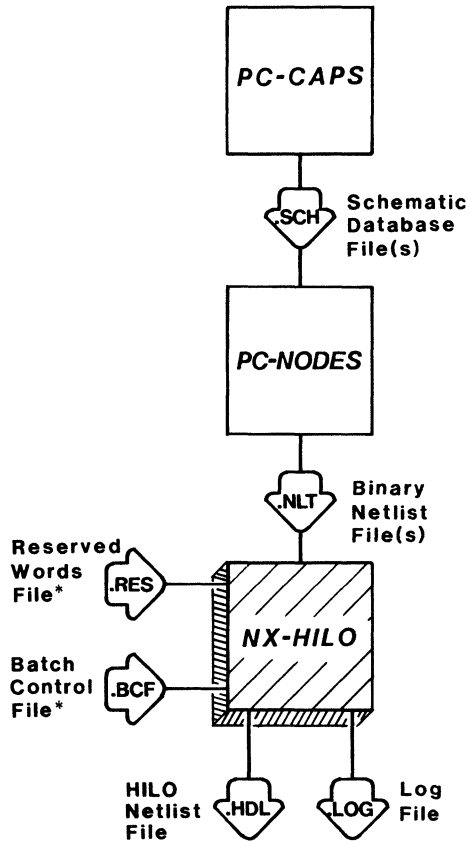 PC-CAPS
.SCH
Schematic
Database
File(s)
PC-NODES
.NLT
Binary
Netlist
File(s)
Reserved
Words
File*
.RES
NX-HILO
Batch
Control
File*
.BCF
HILO
Netlist
File
.HDL
.LOG
Log
File